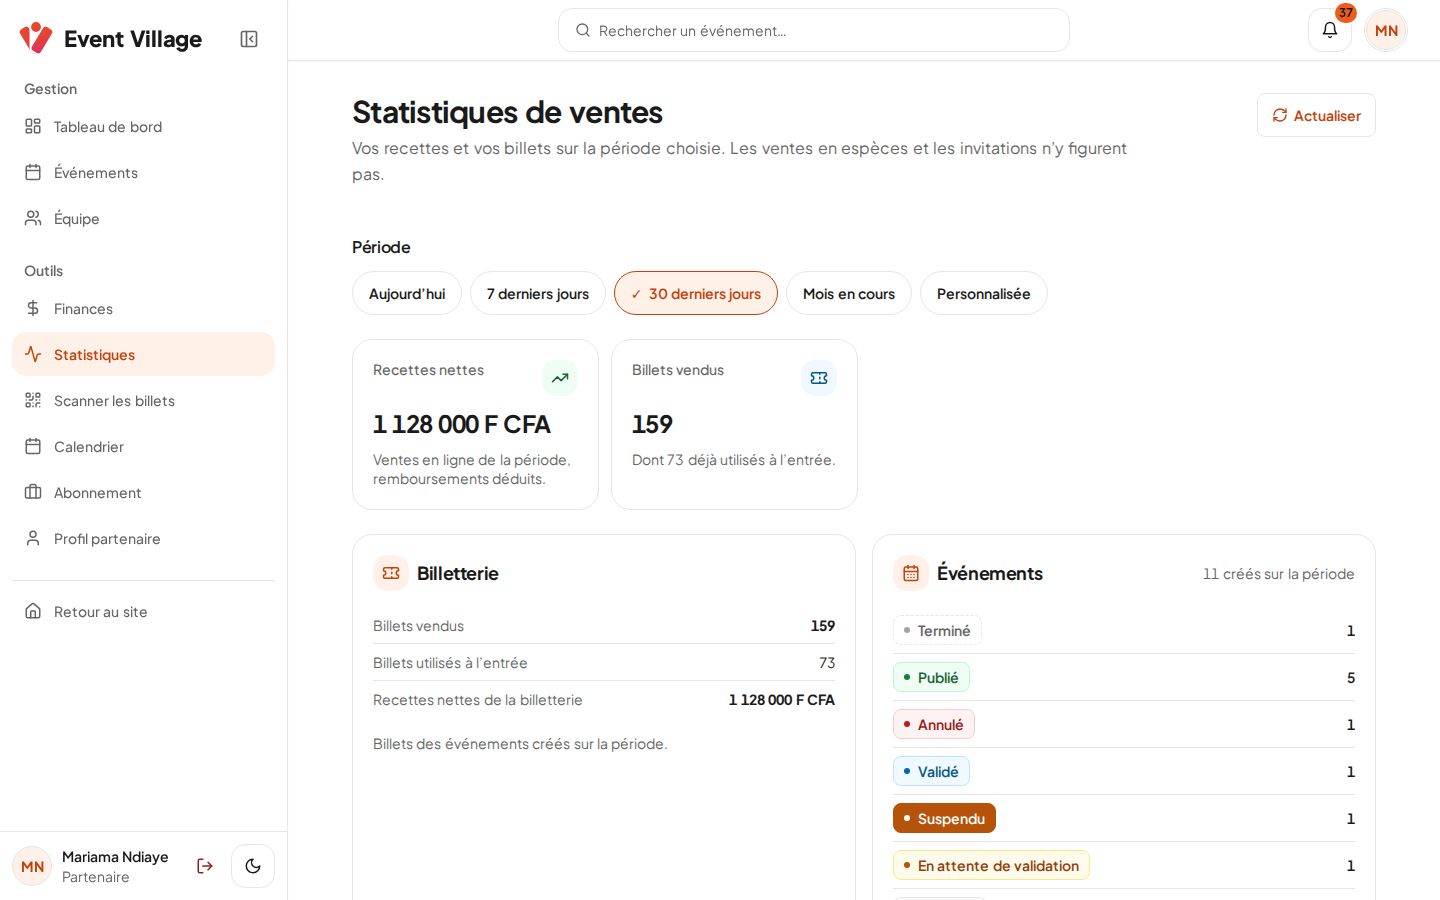 Event Village
Gestion
Tableau de bord
Événements
Équipe
Outils
Finances
Statistiques
Scanner les billets
Calendrier
Abonnement
Profil partenaire
Retour au site
MN
Mariama Ndiaye
Partenaire
Rechercher un événement…
37
MN
Statistiques de ventes
Actualiser
Vos recettes et vos billets sur la période choisie. Les ventes en espèces et les invitations n’y figurent
pas.
Période
Aujourd’hui
7 derniers jours
✓ 30 derniers jours
Mois en cours
Personnalisée
Recettes nettes
1 128 000 F CFA
Ventes en ligne de la période,
remboursements déduits.
Billets vendus
159
Dont 73 déjà utilisés à l’entrée.
Billetterie
Billets vendus 159
Billets utilisés à l’entrée 73
Recettes nettes de la billetterie 1 128 000 F CFA
Billets des événements créés sur la période.
Événements 11 créés sur la période
Terminé 1
Publié 5
Annulé 1
Validé 1
Suspendu 1
En attente de validation 1